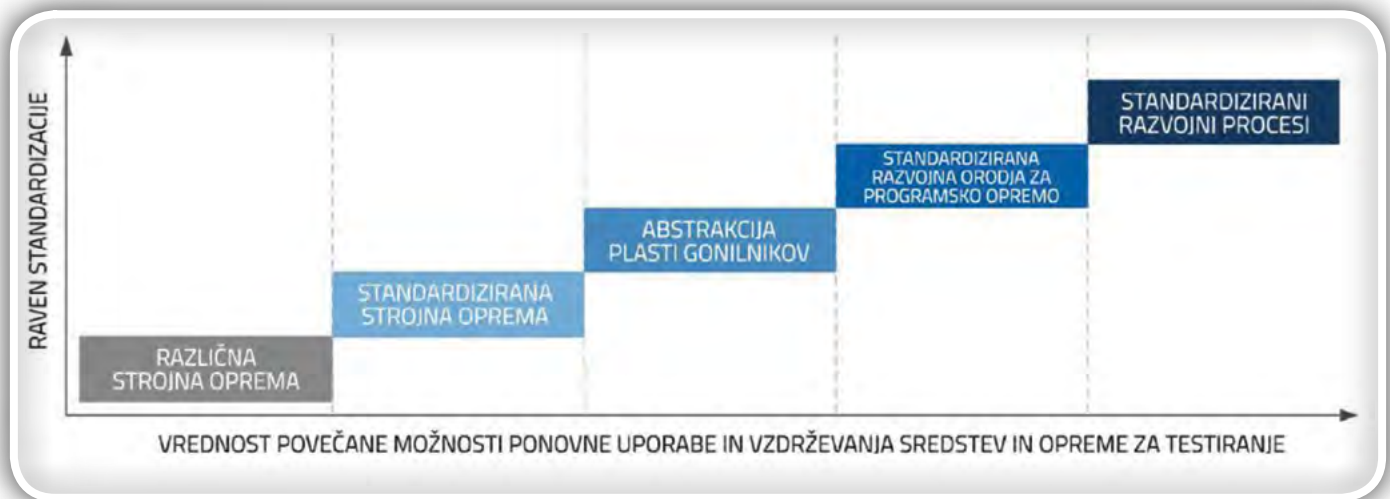 RAVEN STANDARDIZACIJE
RAZLIČNA
STROJNA OPREMA
STANDARDIZIRANA
STROJNA OPREMA
ABSTRAKCIJA
PLASTI GONILNIKOV
STANDARDIZIRANA
RAZVOJNA ORODJA ZA
PROGRAMSKO OPREMO
STANDARDIZIRANI
RAZVOJNI PROCESI
VREDNOST POVEČANE MOŽNOSTI PONOVNE UPORABE IN VZDRŽEVANJA SREDSTEV IN OPREME ZA TESTIRANJE